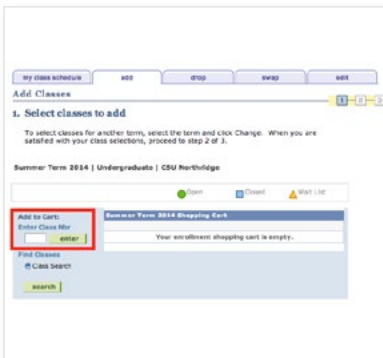 my class schedule add drop swap edit
Add Classes
1 2 3
1. Select classes to add
To select classes for another term, select the term and click Change. When you are
satisfied with your class selections, proceed to step 2 of 3.
Summer Term 2014 | Undergraduate | CSU Northridge
Open Closed Wait List
Add to Cart:
Summer Term 2014 Shopping Cart
Enter Class Nbr
enter
Your enrollment shopping cart is empty.
Find Classes
Class Search
search